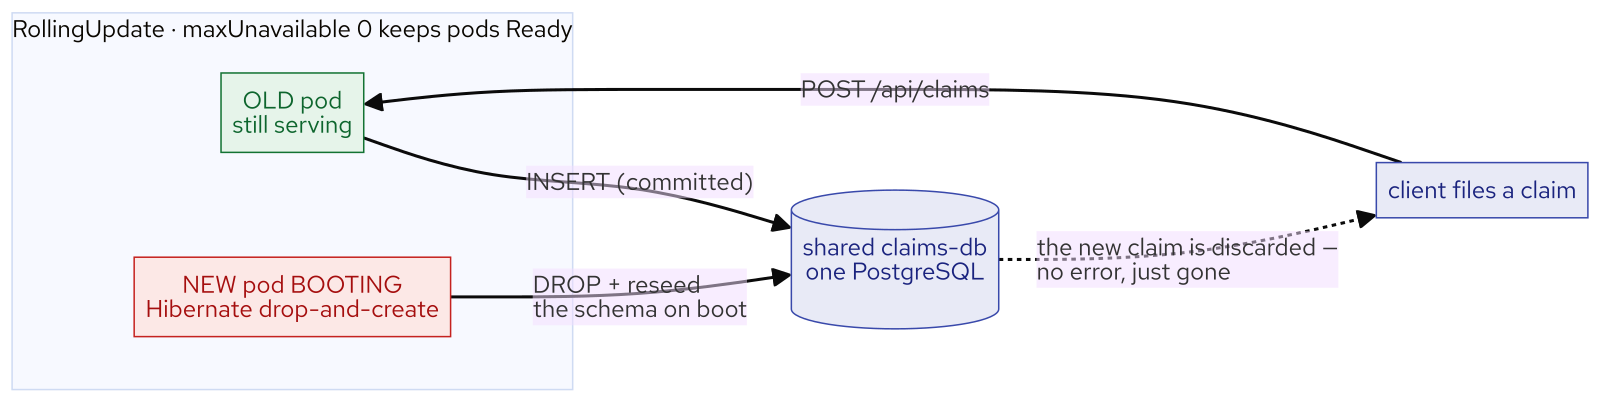 RollingUpdate · maxUnavailable 0 keeps pods Ready
OLD pod
still serving
POST /api/claims
INSERT (committed)
client files a claim
shared claims-db
one PostgreSQL
the new claim is discarded —
no error, just gone
NEW pod BOOTING
Hibernate drop-and-create
DROP + reseed
the schema on boot